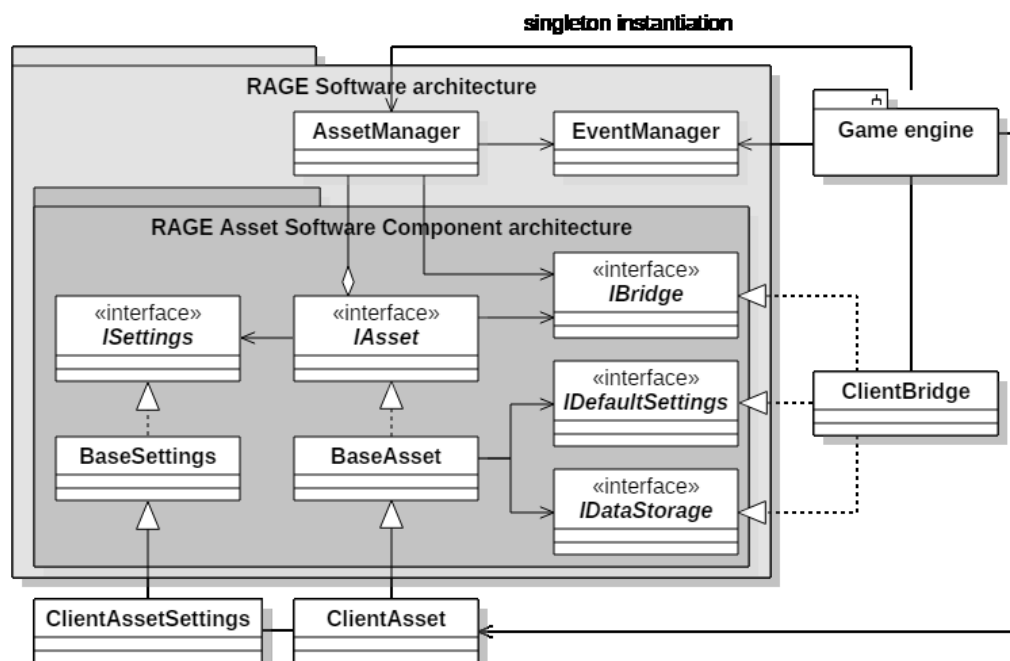 singleton instantiation
RAGE Software architecture
AssetManager
EventManager
Game engine
RAGE Asset Software Component architecture
«interface»
IBridge
«interface»
ISettings
«interface»
IAsset
«interface»
IDefaultSettings
ClientBridge
BaseSettings
BaseAsset
«interface»
IDataStorage
ClientAssetSettings
ClientAsset